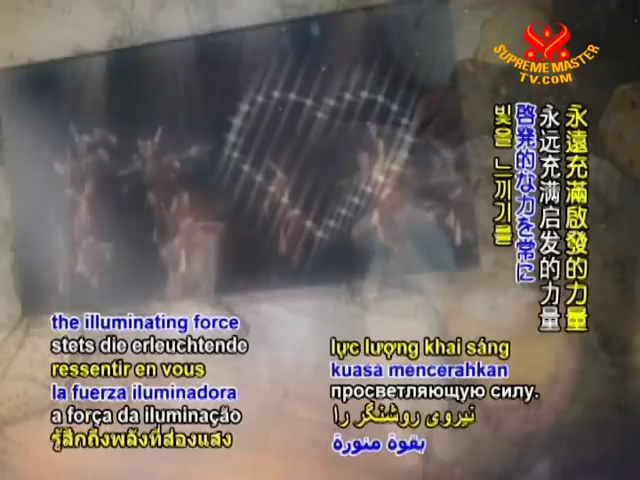 SUPREME MASTER
TV.COM
永遠充滿啟發的力量
永远充满启发的力量
啓発的な力を常に
빛을 느끼기를
the illuminating force
stets die erleuchtende
ressentir en vous
la fuerza iluminadora
a força da iluminação
รู้สึกถึงพลังที่ส่องแสง
lực lượng khai sáng
kuasa mencerahkan
просветляющую силу.
نیروی روشنگر را
بقوة منورة